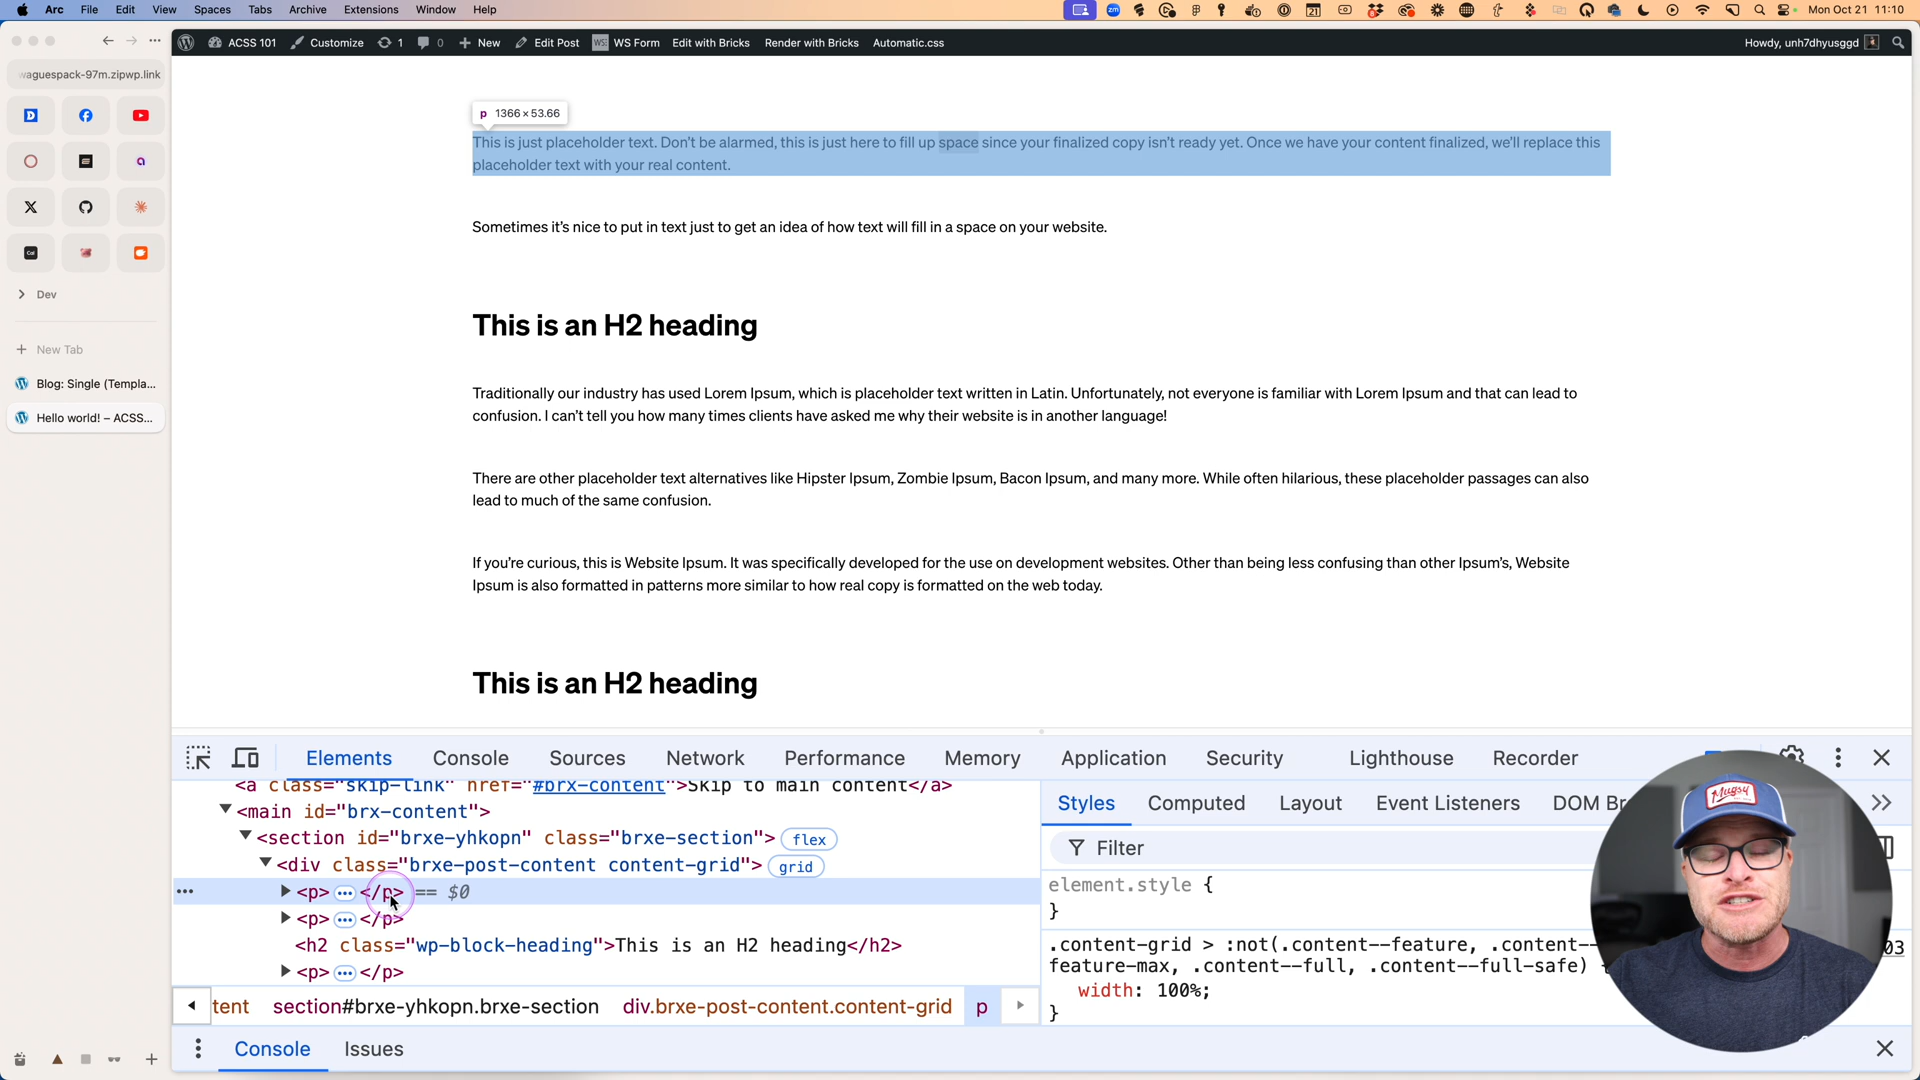 Arc File Edit View Spaces Tabs Archive Extensions Window Help
Mon Oct 21 11:10
waguespack-97m.zipwp.link
Dev
New Tab
Blog: Single (Templa...
Hello world! – ACSS...
ACSS 101 Customize 1 0 New Edit Post WS Form Edit with Bricks Render with Bricks Automatic.css
Howdy, unh7dhyusggd
p 1366 × 53.66
This is just placeholder text. Don’t be alarmed, this is just here to fill up space since your finalized copy isn’t ready yet. Once we have your content finalized, we’ll replace this
placeholder text with your real content.
Sometimes it’s nice to put in text just to get an idea of how text will fill in a space on your website.
This is an H2 heading
Traditionally our industry has used Lorem Ipsum, which is placeholder text written in Latin. Unfortunately, not everyone is familiar with Lorem Ipsum and that can lead to
confusion. I can’t tell you how many times clients have asked me why their website is in another language!
There are other placeholder text alternatives like Hipster Ipsum, Zombie Ipsum, Bacon Ipsum, and many more. While often hilarious, these placeholder passages can also
lead to much of the same confusion.
If you’re curious, this is Website Ipsum. It was specifically developed for the use on development websites. Other than being less confusing than other Ipsum’s, Website
Ipsum is also formatted in patterns more similar to how real copy is formatted on the web today.
This is an H2 heading
Elements Console Sources Network Performance Memory Application Security Lighthouse Recorder
<a class="skip-link" href="#brx-content">Skip to main content</a>
<main id="brx-content">
<section id="brxe-yhkopn" class="brxe-section"> flex
<div class="brxe-post-content content-grid"> grid
<p> ... </p> == $0
<p> ... </p>
<h2 class="wp-block-heading">This is an H2 heading</h2>
<p> ... </p>
tent section#brxe-yhkopn.brxe-section div.brxe-post-content.content-grid p
Styles Computed Layout Event Listeners DOM Br
Filter
element.style {
}
.content-grid > :not(.content--feature, .content--
03
feature-max, .content--full, .content--full-safe) {
width: 100%;
}
Mugsy
Console Issues